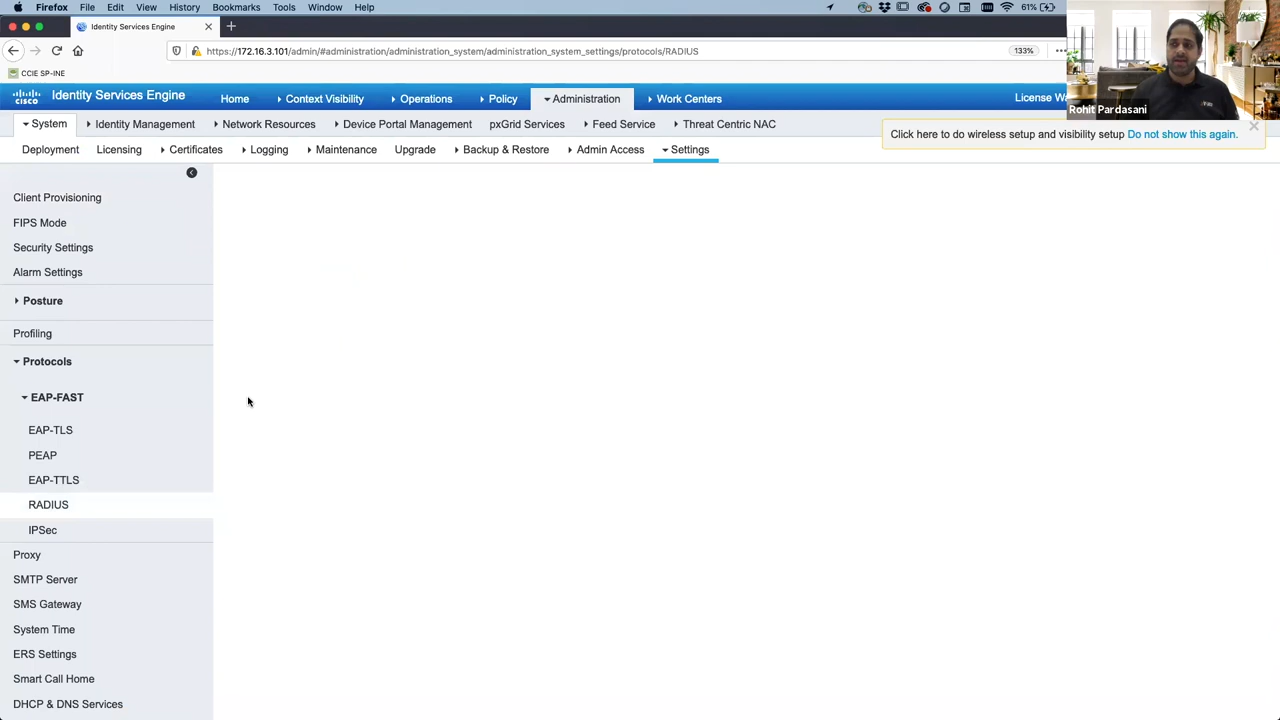 Firefox File Edit View History Bookmarks Tools Window Help 61%
Identity Services Engine
https://172.16.3.101/admin/#administration/administration_system/administration_system_settings/protocols/RADIUS 133%
CCIE SP-INE
CISCO Identity Services Engine Home Context Visibility Operations Policy Administration Work Centers License Wa
Rohit Pardasani
System Identity Management Network Resources Device Portal Management pxGrid Services Feed Service Threat Centric NAC
Click here to do wireless setup and visibility setup Do not show this again.
Deployment Licensing Certificates Logging Maintenance Upgrade Backup & Restore Admin Access Settings
Client Provisioning
FIPS Mode
Security Settings
Alarm Settings
Posture
Profiling
Protocols
EAP-FAST
EAP-TLS
PEAP
EAP-TTLS
RADIUS
IPSec
Proxy
SMTP Server
SMS Gateway
System Time
ERS Settings
Smart Call Home
DHCP & DNS Services